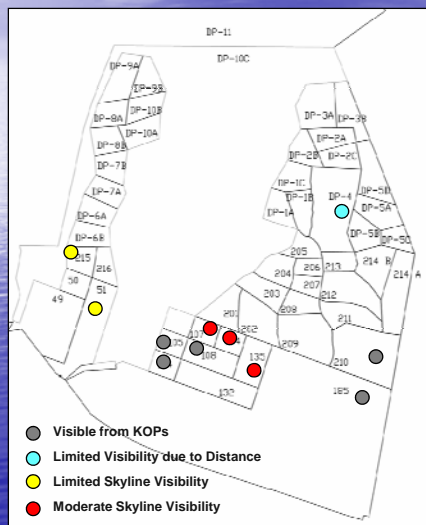 DP-11
DP-10C
DP-9A
DP-9B
DP-10B
DP-8A
DP-10A
DP-8B
DP-7B
DP-7A
DP-6A
DP-6B
215
216
50
51
49
DP-3A
DP-3B
DP-2A
DP-2B
DP-2C
DP-1C
DP-1B
DP-4
DP-5D
DP-5A
DP-1A
DP-5C
205
213
214 B
214 A
204
206
207
203
212
208
211
202
209
210
108
135
132
185
Visible from KOPs
Limited Visibility due to Distance
Limited Skyline Visibility
Moderate Skyline Visibility